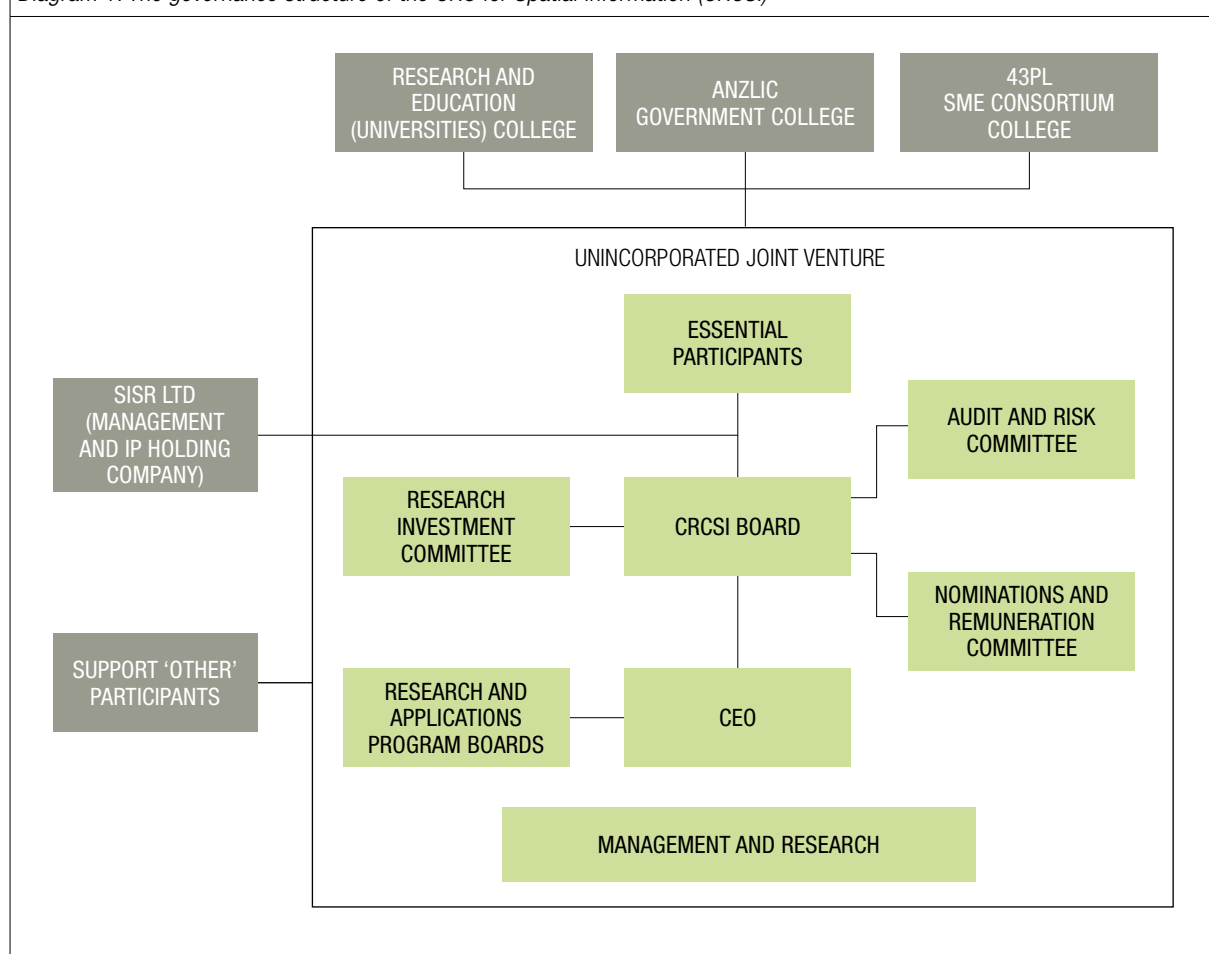 Diagram 1: The governance structure of the CRC for Spatial Information (CRCSI)
RESEARCH AND
EDUCATION
(UNIVERSITIES) COLLEGE
ANZLIC
GOVERNMENT COLLEGE
43PL
SME CONSORTIUM
COLLEGE
UNINCORPORATED JOINT VENTURE
ESSENTIAL
PARTICIPANTS
SISR LTD
(MANAGEMENT
AND IP HOLDING
COMPANY)
AUDIT AND RISK
COMMITTEE
RESEARCH
INVESTMENT
COMMITTEE
CRCSI BOARD
NOMINATIONS AND
REMUNERATION
COMMITTEE
SUPPORT ‘OTHER’
PARTICIPANTS
RESEARCH AND
APPLICATIONS
PROGRAM BOARDS
CEO
MANAGEMENT AND RESEARCH